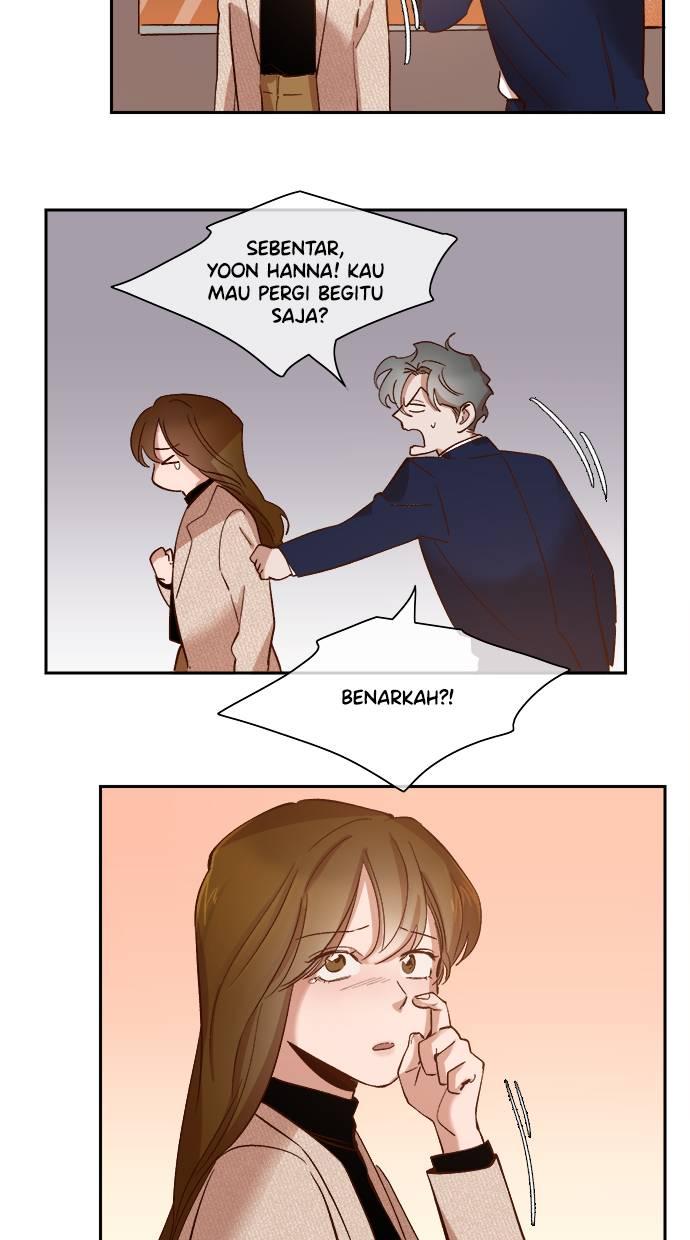 SEBENTAR,
YOON HANNA! KAU
MAU PERGI BEGITU
SAJA?
BENARKAH?!